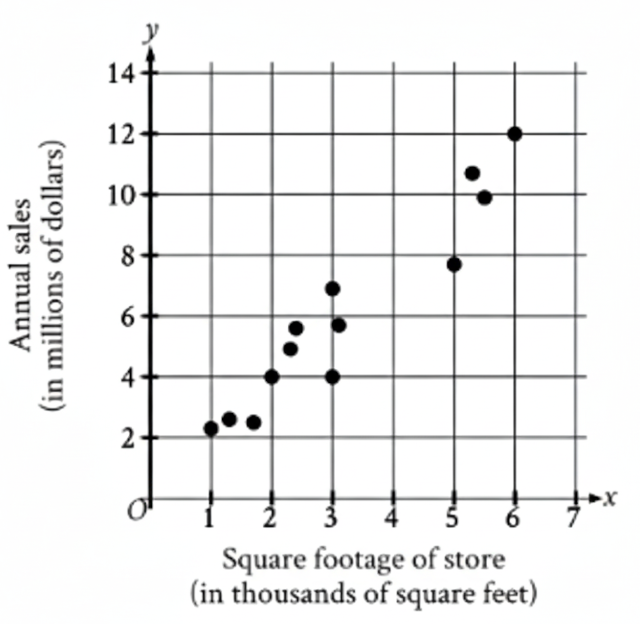 y
14
12
10
8
6
4
2
O
1 2 3 4 5 6 7 x
Annual sales
(in millions of dollars)
Square footage of store
(in thousands of square feet)